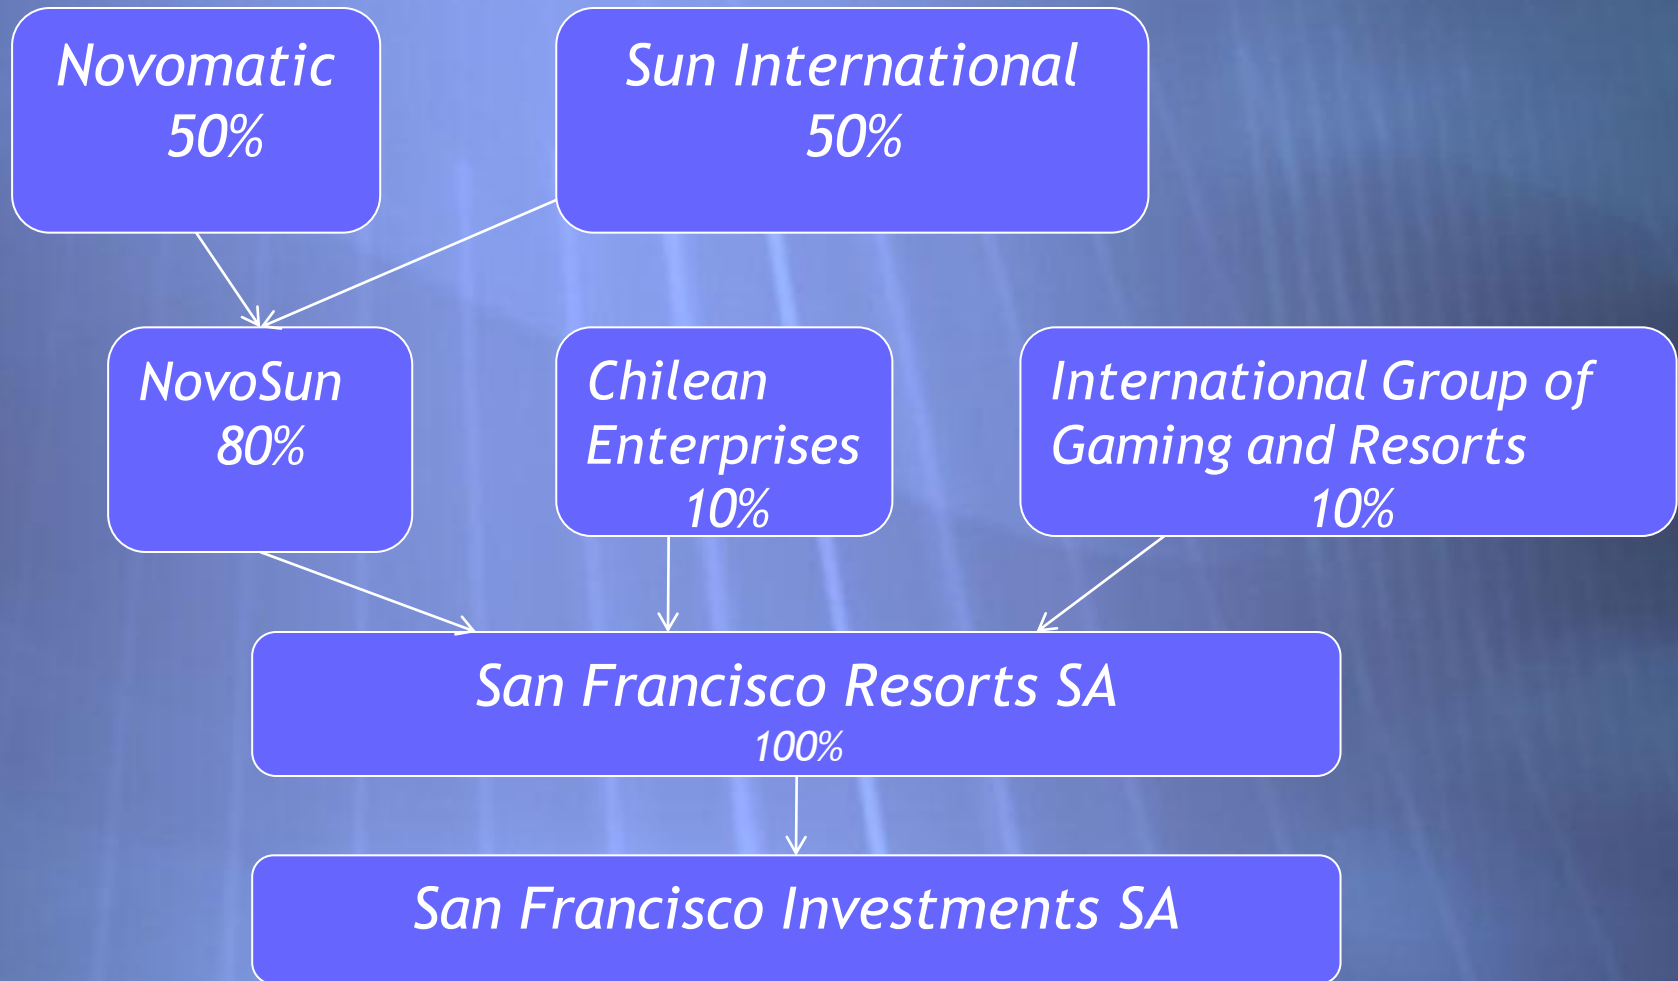 Novomatic
50%
Sun International
50%
NovoSun
80%
Chilean
Enterprises
10%
International Group of
Gaming and Resorts
10%
San Francisco Resorts SA
100%
San Francisco Investments SA